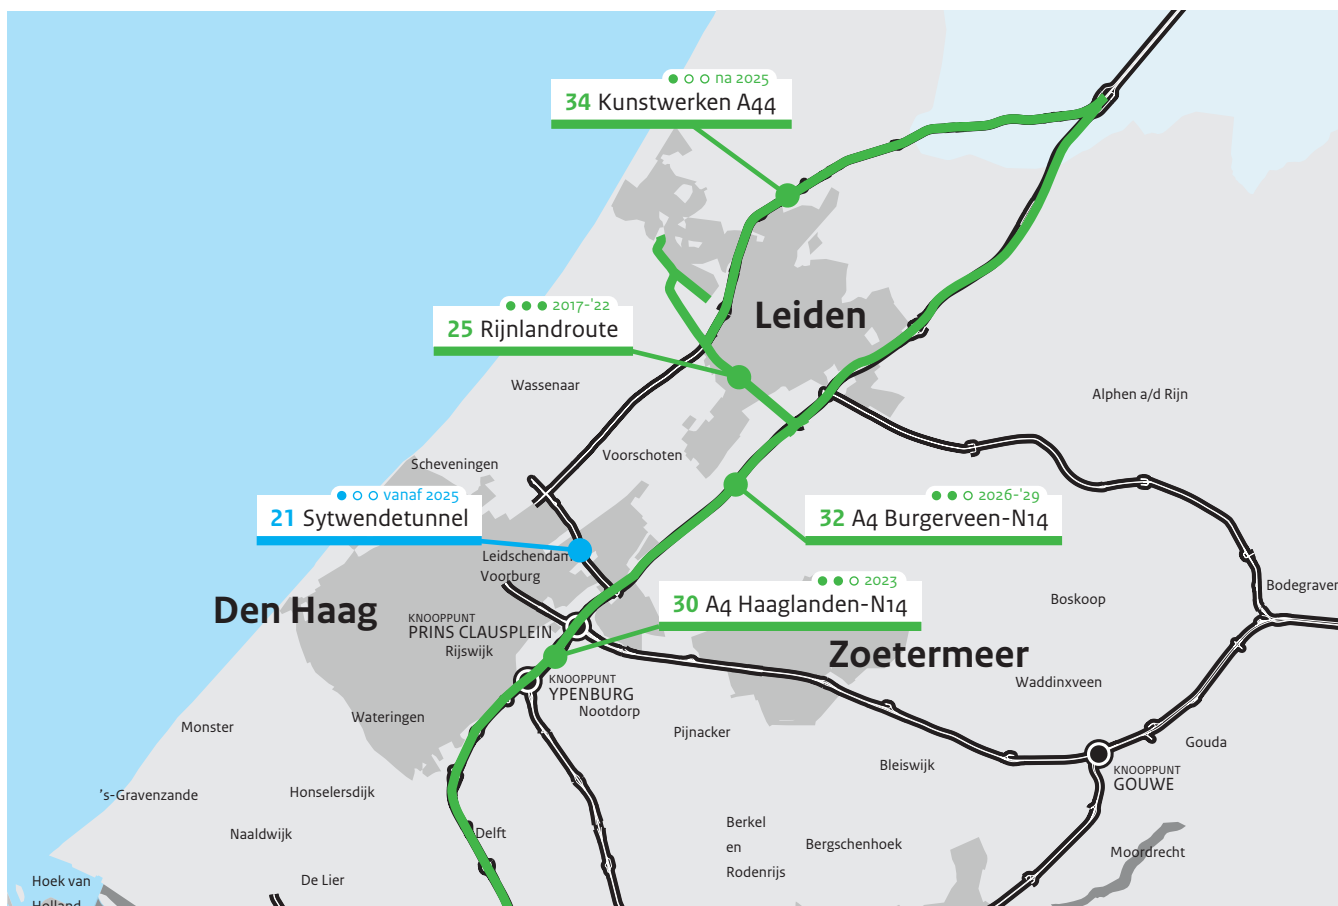 na 2025
34 Kunstwerken A44
2017-'22
25 Rijnlandroute
Leiden
Wassenaar
Alphen a/d Rijn
Scheveningen
Voorschoten
vanaf 2025
21 Sytwendetunnel
2026-'29
32 A4 Burgerveen-N14
Leidschendam
Voorburg
2023
30 A4 Haaglanden-N14
Den Haag
KNOOPPUNT
PRINS CLAUSPLEIN
Rijswijk
Boskoop
Bodegraven
Zoetermeer
KNOOPPUNT
YPENBURG
Nootdorp
Waddinxveen
Monster
Wateringen
Pijnacker
Gouda
Bleiswijk
KNOOPPUNT
GOUWE
's-Gravenzande
Honselersdijk
Naaldwijk
Delft
Berkel
en
Rodenrijs
Bergschenhoek
Moordrecht
Hoek van
Holland
De Lier